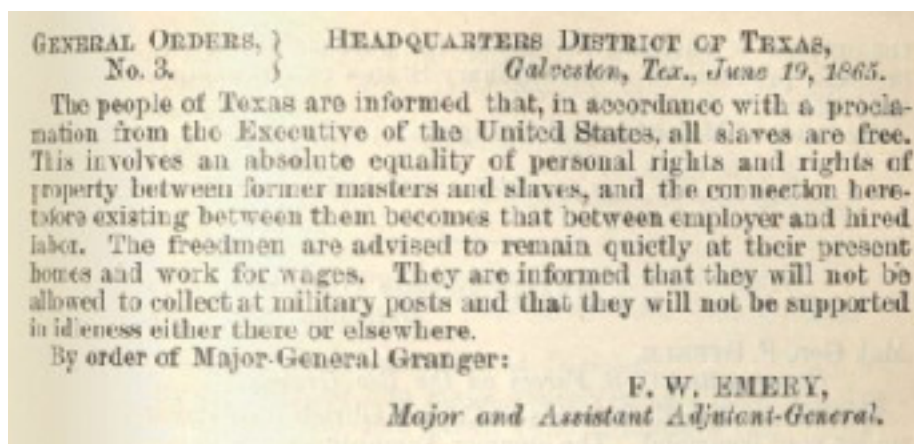 GENERAL ORDERS, } HEADQUARTERS DISTRICT OF TEXAS,
No. 3. } Galveston, Tex., June 19, 1865.
The people of Texas are informed that, in accordance with a procla-
mation from the Executive of the United States, all slaves are free.
This involves an absolute equality of personal rights and rights of
property between former masters and slaves, and the connection here-
tofore existing between them becomes that between employer and hired
labor. The freedmen are advised to remain quietly at their present
homes and work for wages. They are informed that they will not be
allowed to collect at military posts and that they will not be supported
in idleness either there or elsewhere.
By order of Major-General Granger:
F. W. EMERY,
Major and Assistant Adjutant-General.